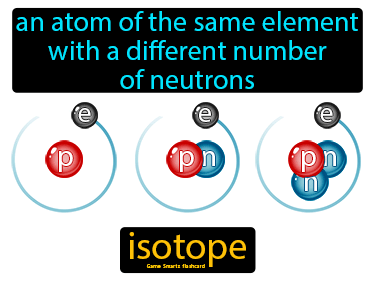 an atom of the same element
with a different number
of neutrons
e e e
p p n p n
n
isotope
Game Smartz flashcard